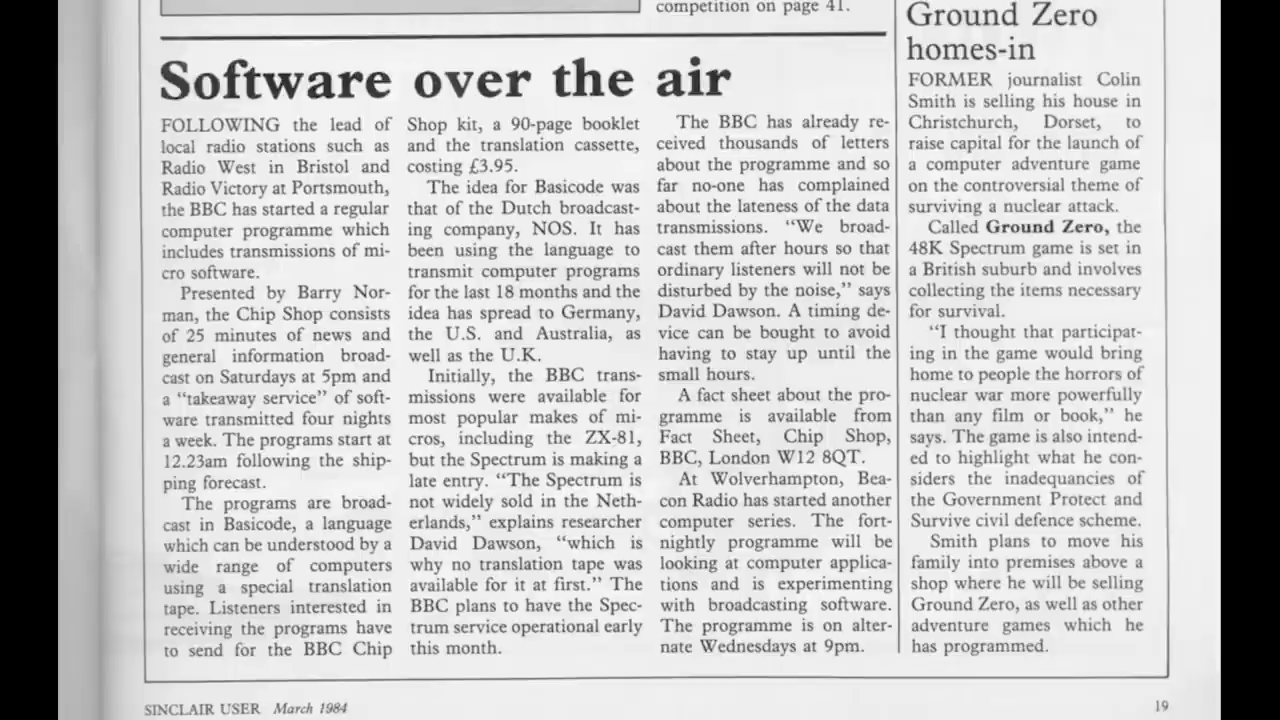 competition on page 41.
Software over the air
FOLLOWING the lead of
local radio stations such as
Radio West in Bristol and
Radio Victory at Portsmouth,
the BBC has started a regular
computer programme which
includes transmissions of mi-
cro software.
Presented by Barry Nor-
man, the Chip Shop consists
of 25 minutes of news and
general information broad-
cast on Saturdays at 5pm and
a “takeaway service” of soft-
ware transmitted four nights
a week. The programs start at
12.23am following the ship-
ping forecast.
The programs are broad-
cast in Basicode, a language
which can be understood by a
wide range of computers
using a special translation
tape. Listeners interested in
receiving the programs have
to send for the BBC Chip
Shop kit, a 90-page booklet
and the translation cassette,
costing £3.95.
The idea for Basicode was
that of the Dutch broadcast-
ing company, NOS. It has
been using the language to
transmit computer programs
for the last 18 months and the
idea has spread to Germany,
the U.S. and Australia, as
well as the U.K.
Initially, the BBC trans-
missions were available for
most popular makes of mi-
cros, including the ZX-81,
but the Spectrum is making a
late entry. “The Spectrum is
not widely sold in the Neth-
erlands,” explains researcher
David Dawson, “which is
why no translation tape was
available for it at first.” The
BBC plans to have the Spec-
trum service operational early
this month.
The BBC has already re-
ceived thousands of letters
about the programme and so
far no-one has complained
about the lateness of the data
transmissions. “We broad-
cast them after hours so that
ordinary listeners will not be
disturbed by the noise,” says
David Dawson. A timing de-
vice can be bought to avoid
having to stay up until the
small hours.
A fact sheet about the pro-
gramme is available from
Fact Sheet, Chip Shop,
BBC, London W12 8QT.
At Wolverhampton, Bea-
con Radio has started another
computer series. The fort-
nightly programme will be
looking at computer applica-
tions and is experimenting
with broadcasting software.
The programme is on alter-
nate Wednesdays at 9pm.
Ground Zero
homes-in
FORMER journalist Colin
Smith is selling his house in
Christchurch, Dorset, to
raise capital for the launch of
a computer adventure game
on the controversial theme of
surviving a nuclear attack.
Called Ground Zero, the
48K Spectrum game is set in
a British suburb and involves
collecting the items necessary
for survival.
“I thought that participat-
ing in the game would bring
home to people the horrors of
nuclear war more powerfully
than any film or book,” he
says. The game is also intend-
ed to highlight what he con-
siders the inadequancies of
the Government Protect and
Survive civil defence scheme.
Smith plans to move his
family into premises above a
shop where he will be selling
Ground Zero, as well as other
adventure games which he
has programmed.
SINCLAIR USER March 1984
19